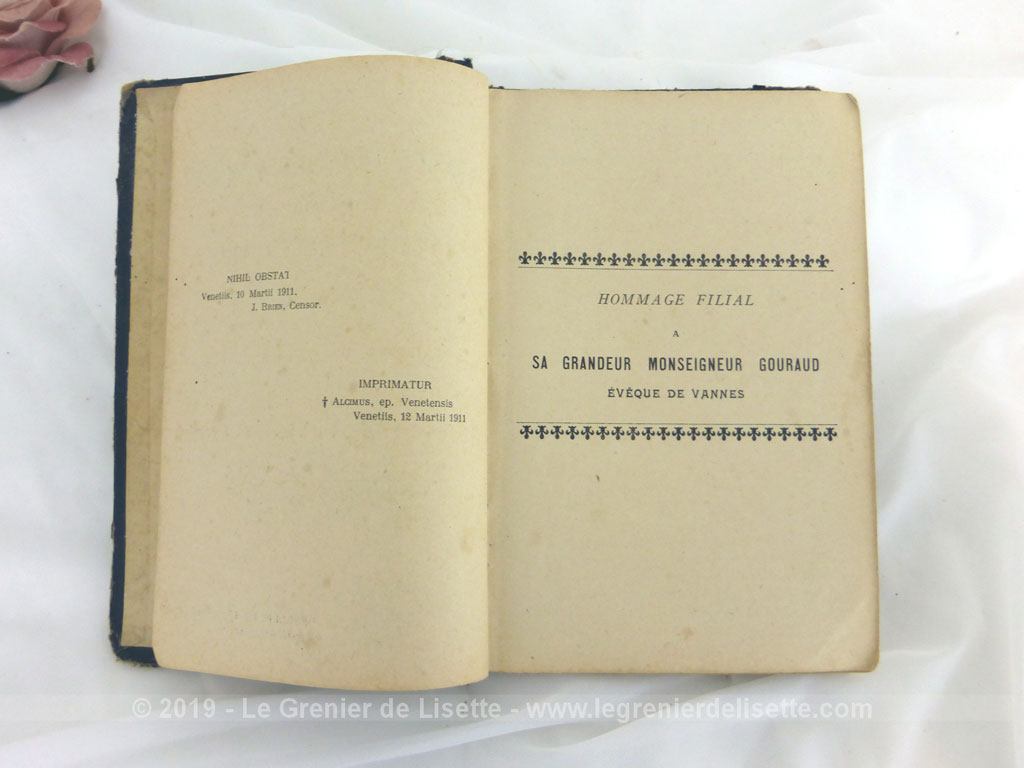 NIHIL OBSTAT
Venetiis, 10 Martii 1911.
J. BRIEN, Censor.
IMPRIMATUR
† ALCIMUS, ep. Venetensis
Venetiis, 12 Martii 1911
HOMMAGE FILIAL
A
SA GRANDEUR MONSEIGNEUR GOURAUD
ÉVÊQUE DE VANNES
© 2019 - Le Grenier de Lisette - www.legrenierdelisette.com